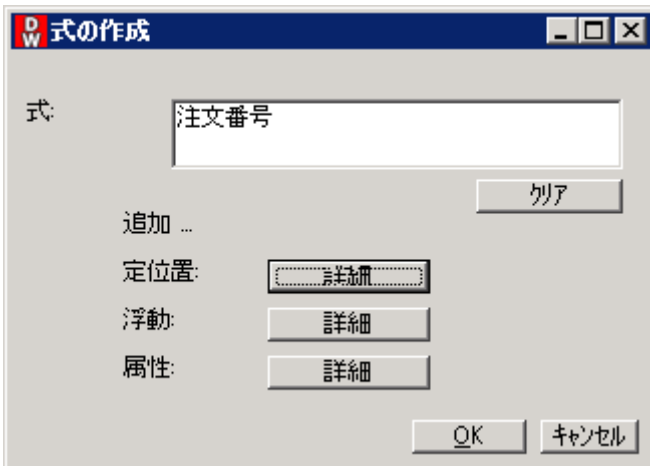 DW 式の作成
式: 注文番号
クリア
追加 ...
定位置: 詳細
浮動: 詳細
属性: 詳細
OK キャンセル